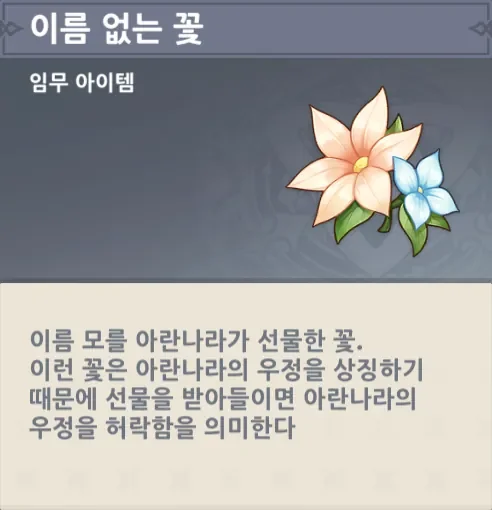 이름 없는 꽃
임무 아이템
이름 모를 아란나라가 선물한 꽃.
이런 꽃은 아란나라의 우정을 상징하기
때문에 선물을 받아들이면 아란나라의
우정을 허락함을 의미한다